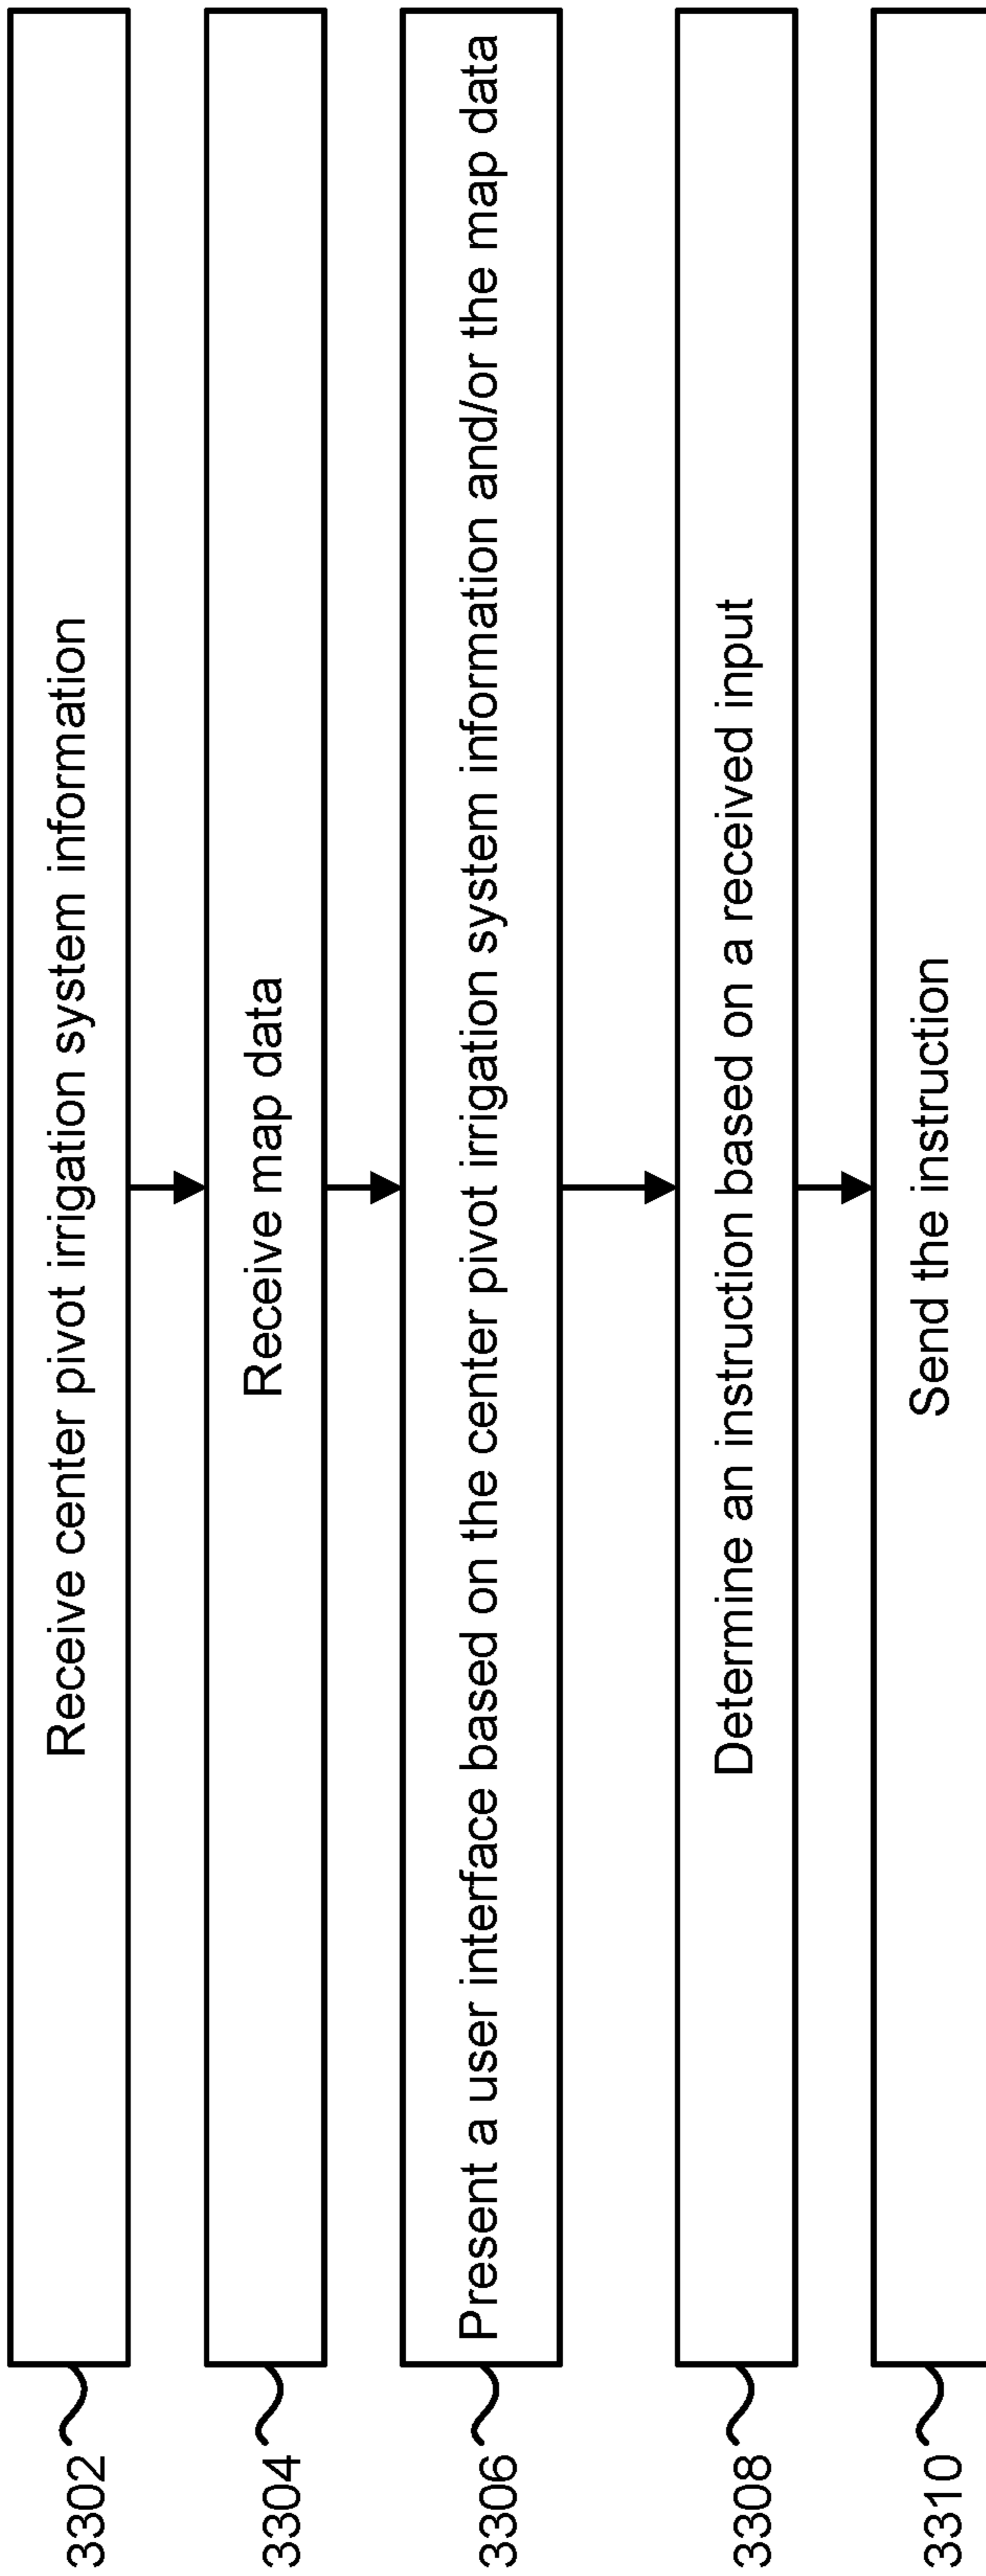 3302 Receive center pivot irrigation system information
3304 Receive map data
3306 Present a user interface based on the center pivot irrigation system information and/or the map data
3308 Determine an instruction based on a received input
3310 Send the instruction